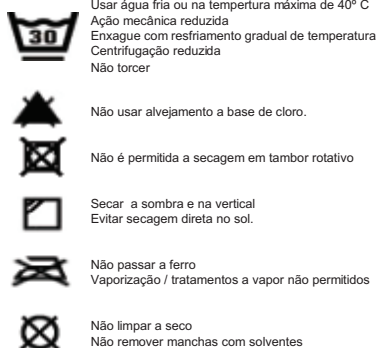 Usar água fria ou na tempertura máxima de 40º C
Ação mecânica reduzida
Enxague com resfriamento gradual de temperatura
Centrifugação reduzida
Não torcer
30
Não usar alvejamento a base de cloro.
Não é permitida a secagem em tambor rotativo
Secar a sombra e na vertical
Evitar secagem direta no sol.
Não passar a ferro
Vaporização / tratamentos a vapor não permitidos
Não limpar a seco
Não remover manchas com solventes